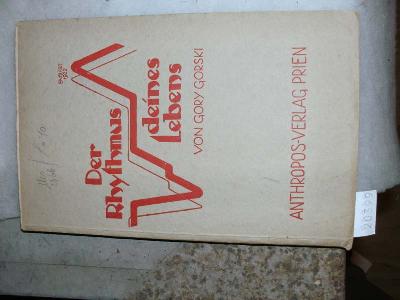 Der
Rhythmus
deines
Lebens
VON GORY GORSKI
ANTHROPOS-VERLAG PRIEN